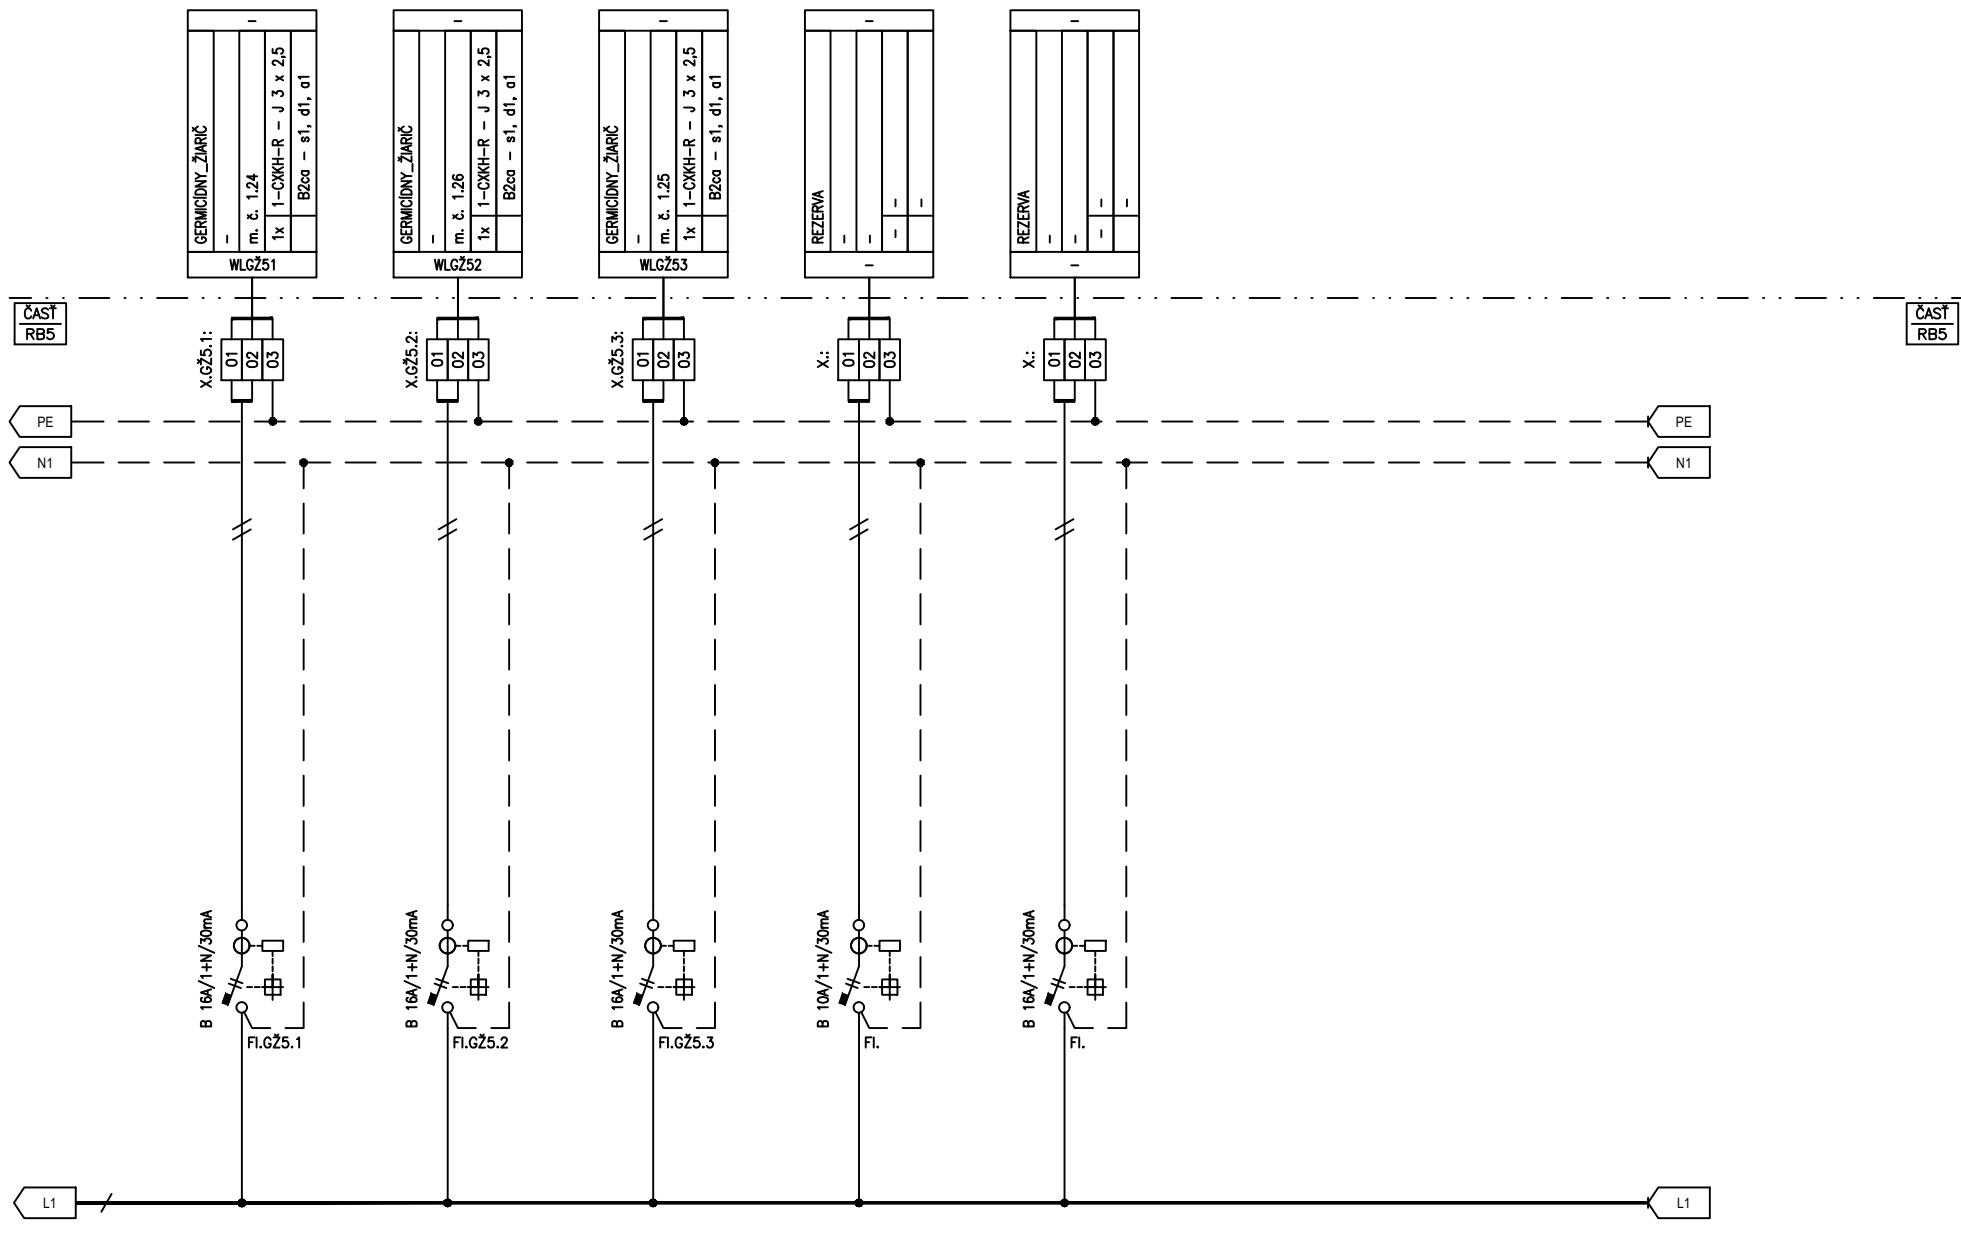 -
GERMICÍDNY_ŽIARIČ
-
m. č. 1.24
1x 1-CXKH-R - J 3 x 2,5
B2ca - s1, d1, a1
WLGŽ51
-
GERMICÍDNY_ŽIARIČ
-
m. č. 1.26
1x 1-CXKH-R - J 3 x 2,5
B2ca - s1, d1, a1
WLGŽ52
-
GERMICÍDNY_ŽIARIČ
-
m. č. 1.25
1x 1-CXKH-R - J 3 x 2,5
B2ca - s1, d1, a1
WLGŽ53
-
REZERVA
-
-
- -
-
-
-
REZERVA
-
-
- -
-
-
ČASŤ
RB5
ČASŤ
RB5
X.GŽ5.1:
01 02 03
X.GŽ5.2:
01 02 03
X.GŽ5.3:
01 02 03
X.:
01 02 03
X.:
01 02 03
PE
PE
N1
N1
B 16A/1+N/30mA
FI.GŽ5.1
B 16A/1+N/30mA
FI.GŽ5.2
B 16A/1+N/30mA
FI.GŽ5.3
B 10A/1+N/30mA
FI.
B 16A/1+N/30mA
FI.
L1
L1